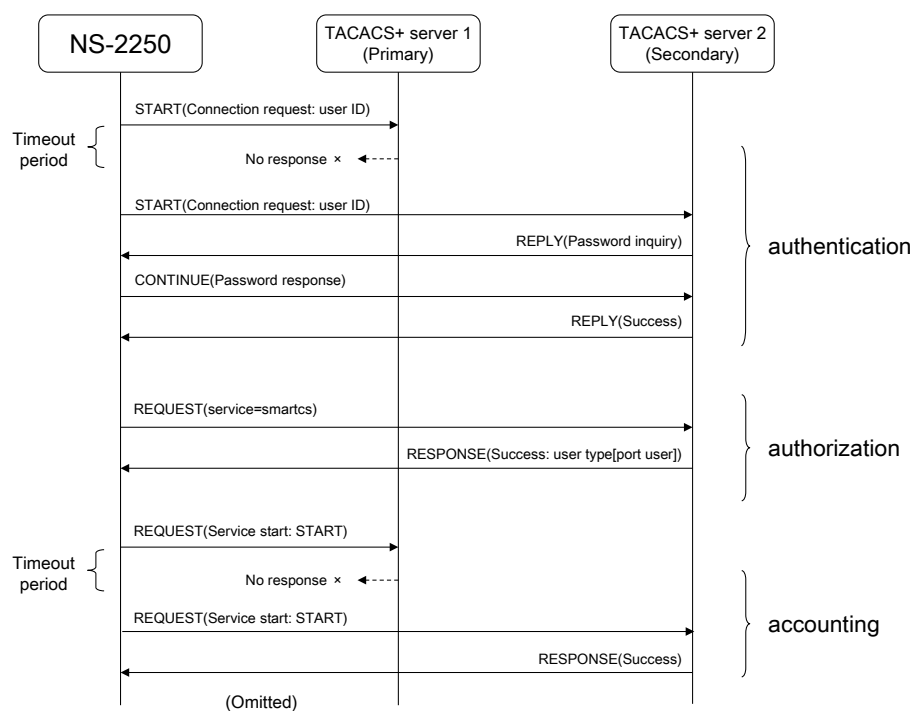 NS-2250
TACACS+ server 1
(Primary)
TACACS+ server 2
(Secondary)
START(Connection request: user ID)
Timeout
period
No response ×
START(Connection request: user ID)
REPLY(Password inquiry)
authentication
CONTINUE(Password response)
REPLY(Success)
REQUEST(service=smartcs)
authorization
RESPONSE(Success: user type[port user])
REQUEST(Service start: START)
Timeout
period
No response ×
REQUEST(Service start: START)
accounting
RESPONSE(Success)
(Omitted)